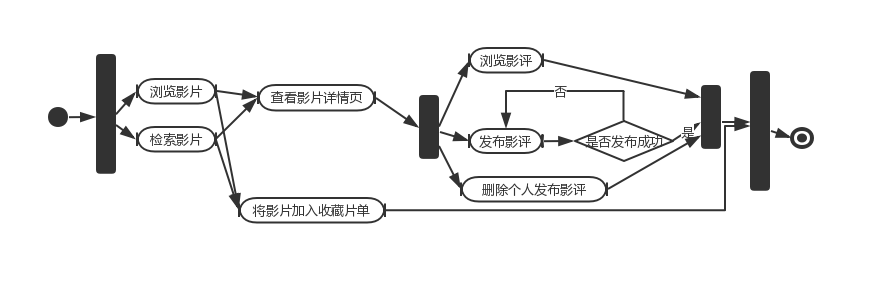 浏览影片
检索影片
查看影片详情页
将影片加入收藏片单
浏览影评
否
发布影评
是否发布成功
是
删除个人发布影评